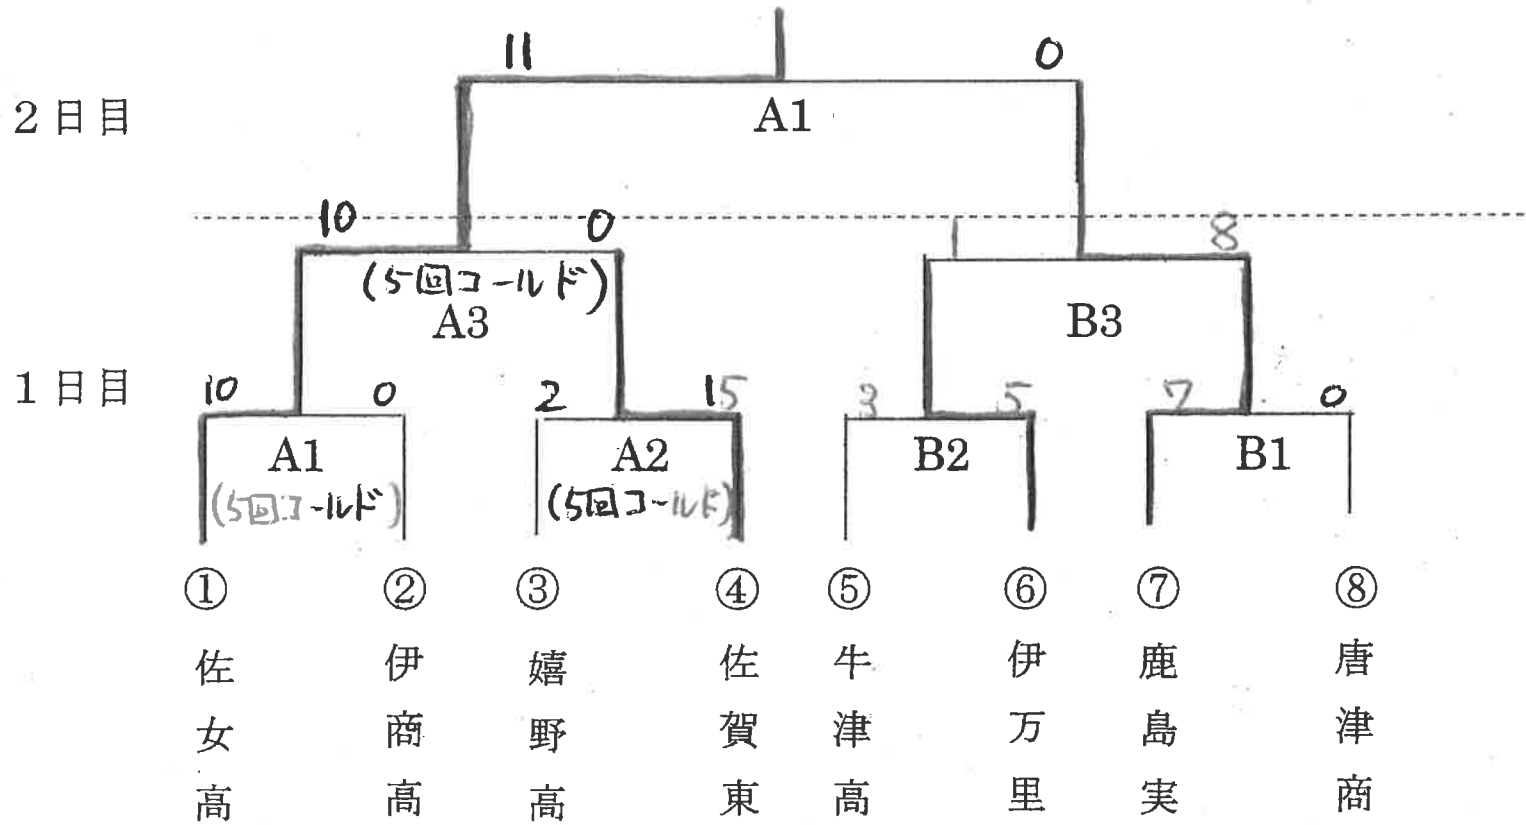 11 0
2日目 A1
10 0 1 8
(5回コールド)
A3 B3
1日目 10 0 2 15 3 5 7 0
A1 A2 B2 B1
(5回コールド) (5回コールド)
① ② ③ ④ ⑤ ⑥ ⑦ ⑧
佐女高
伊商高
嬉野高
佐賀東
牛津高
伊万里
鹿島実
唐津商